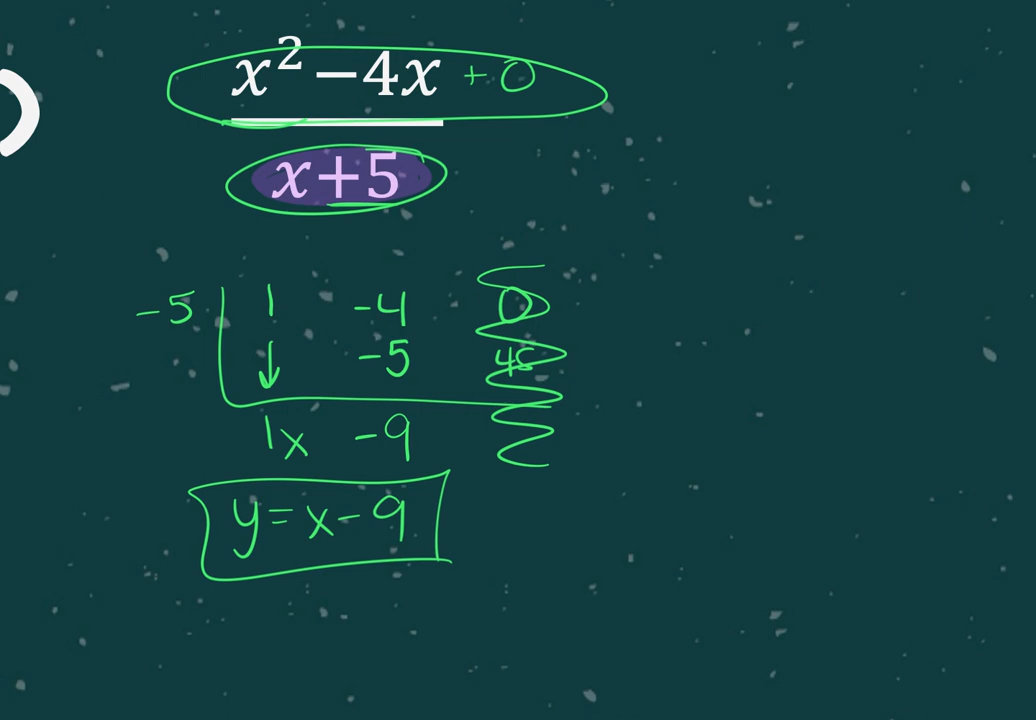 )
x² − 4x + 0
x + 5
-5 | 1 -4 0
↓ -5 45
1x -9
y = x - 9